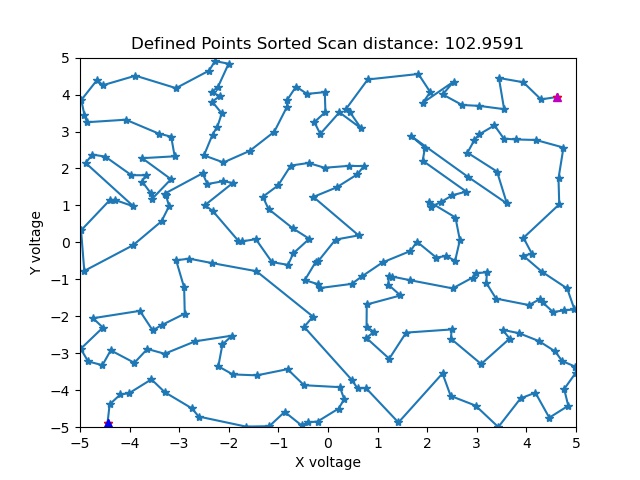 Defined Points Sorted Scan distance: 102.9591
5
4
3
2
1
0
−1
−2
−3
−4
−5
Y voltage
−5 −4 −3 −2 −1 0 1 2 3 4 5
X voltage